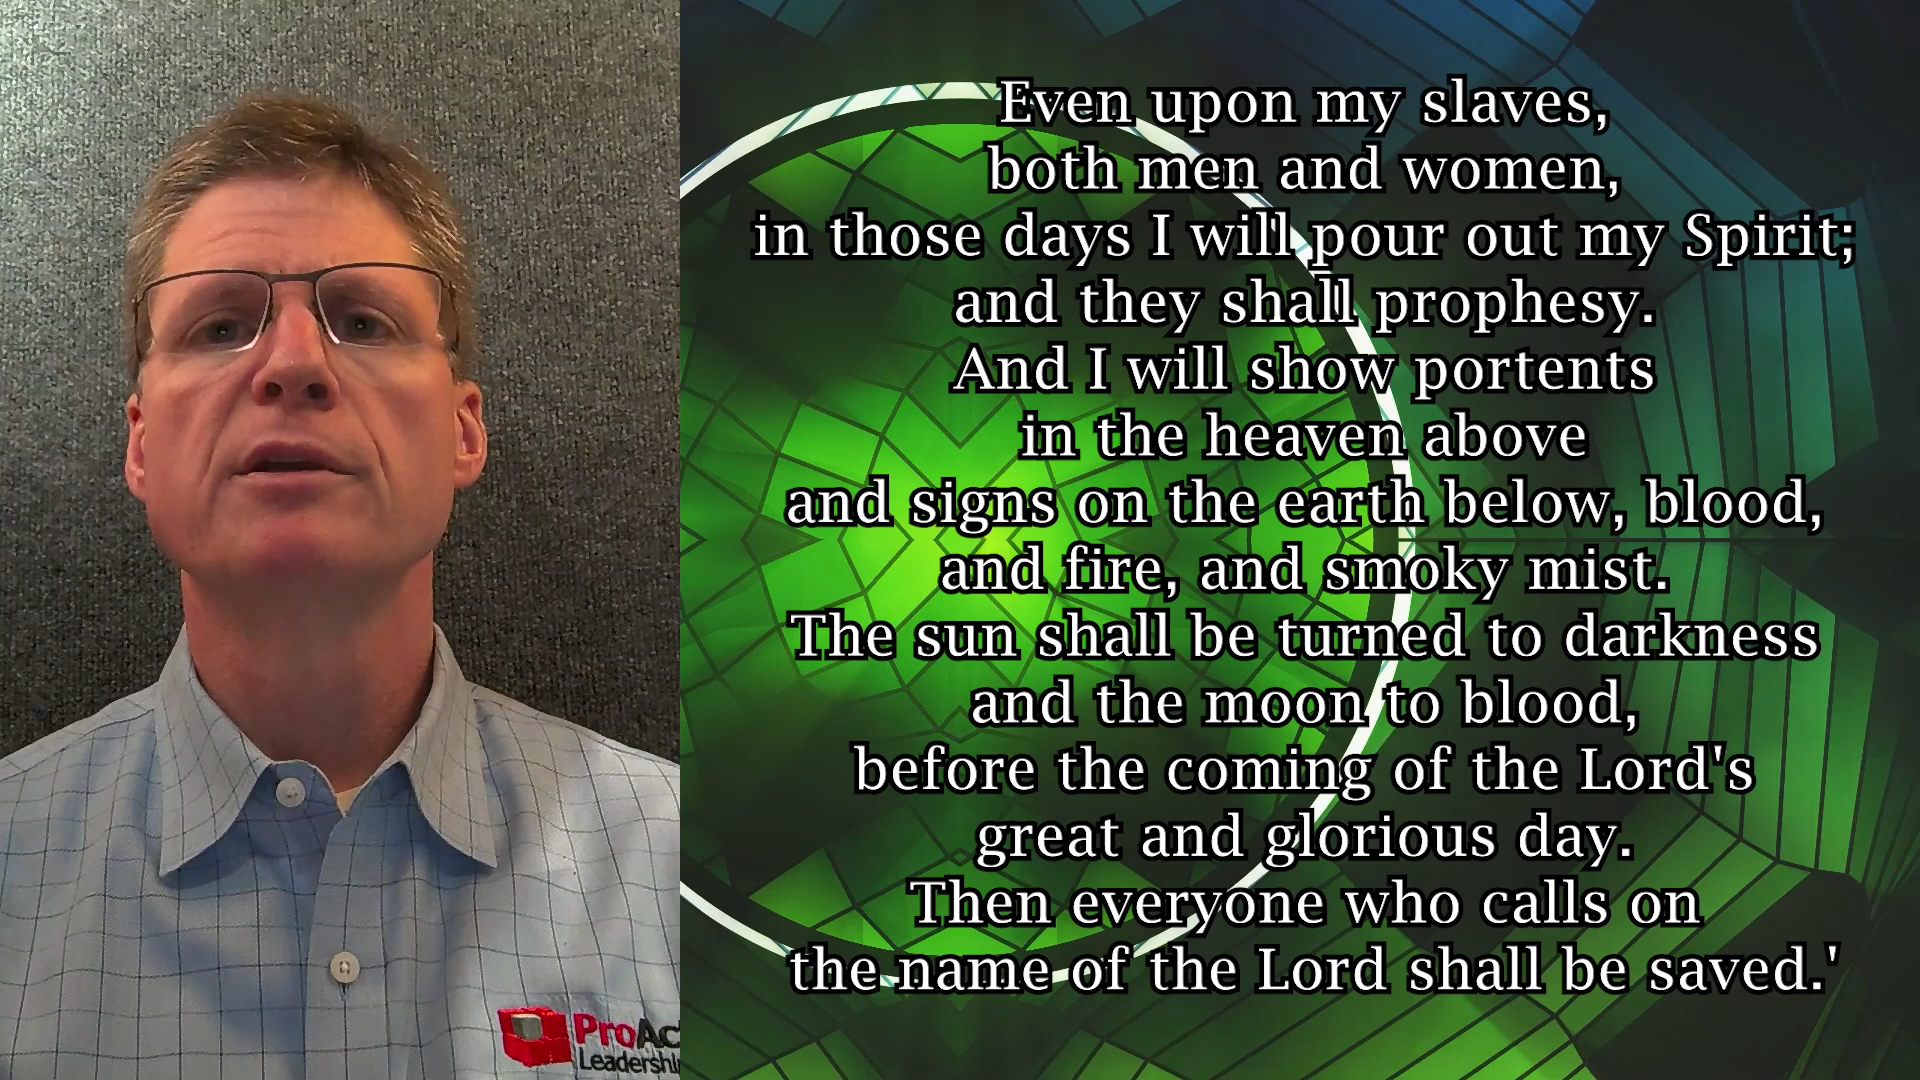 Even upon my slaves,
both men and women,
in those days I will pour out my Spirit;
and they shall prophesy.
And I will show portents
in the heaven above
and signs on the earth below, blood,
and fire, and smoky mist.
The sun shall be turned to darkness
and the moon to blood,
before the coming of the Lord's
great and glorious day.
Then everyone who calls on
the name of the Lord shall be saved.'
ProAc
Leadershi